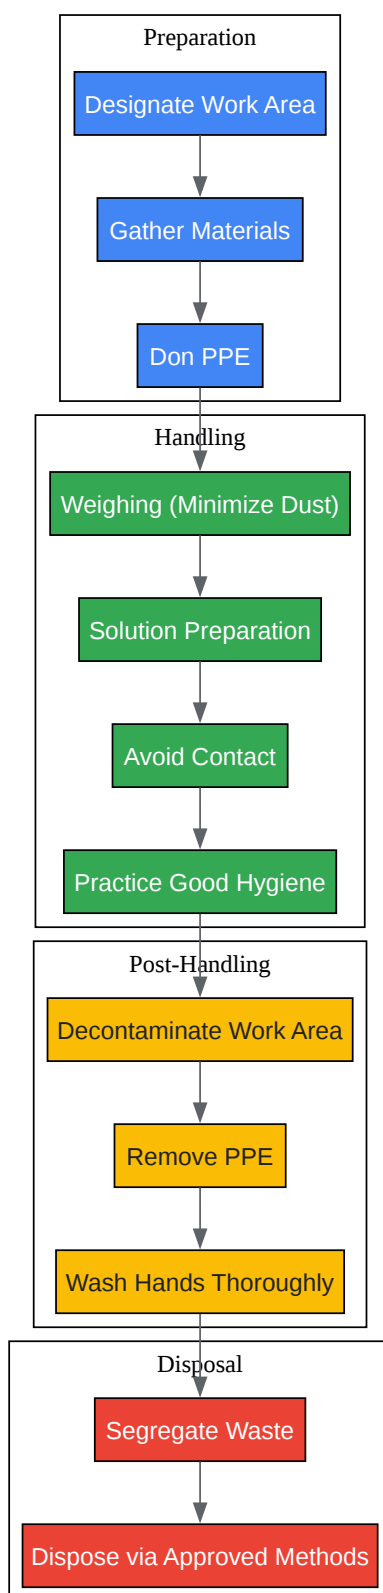 Preparation
Designate Work Area
Gather Materials
Don PPE
Handling
Weighing (Minimize Dust)
Solution Preparation
Avoid Contact
Practice Good Hygiene
Post-Handling
Decontaminate Work Area
Remove PPE
Wash Hands Thoroughly
Disposal
Segregate Waste
Dispose via Approved Methods